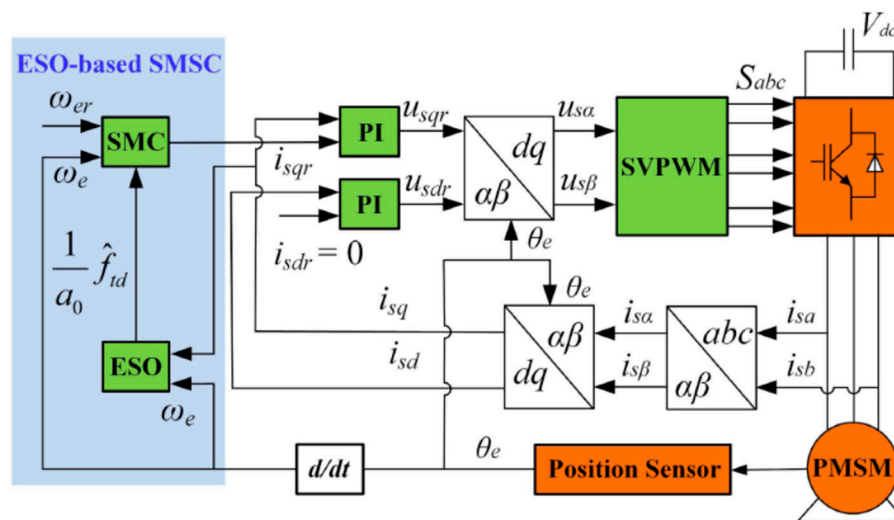 ESO-based SMSC
V_dc
ω_er
SMC
ω_e
i_sqr
PI
u_sqr
PI
u_sdr
i_sdr = 0
dq
αβ
u_sα
u_sβ
SVPWM
S_abc
θ_e
θ_e
1/a_0 f̂_td
ESO
ω_e
i_sq
i_sd
αβ
dq
i_sα
i_sβ
abc
αβ
i_sa
i_sb
d/dt
θ_e
Position Sensor
PMSM